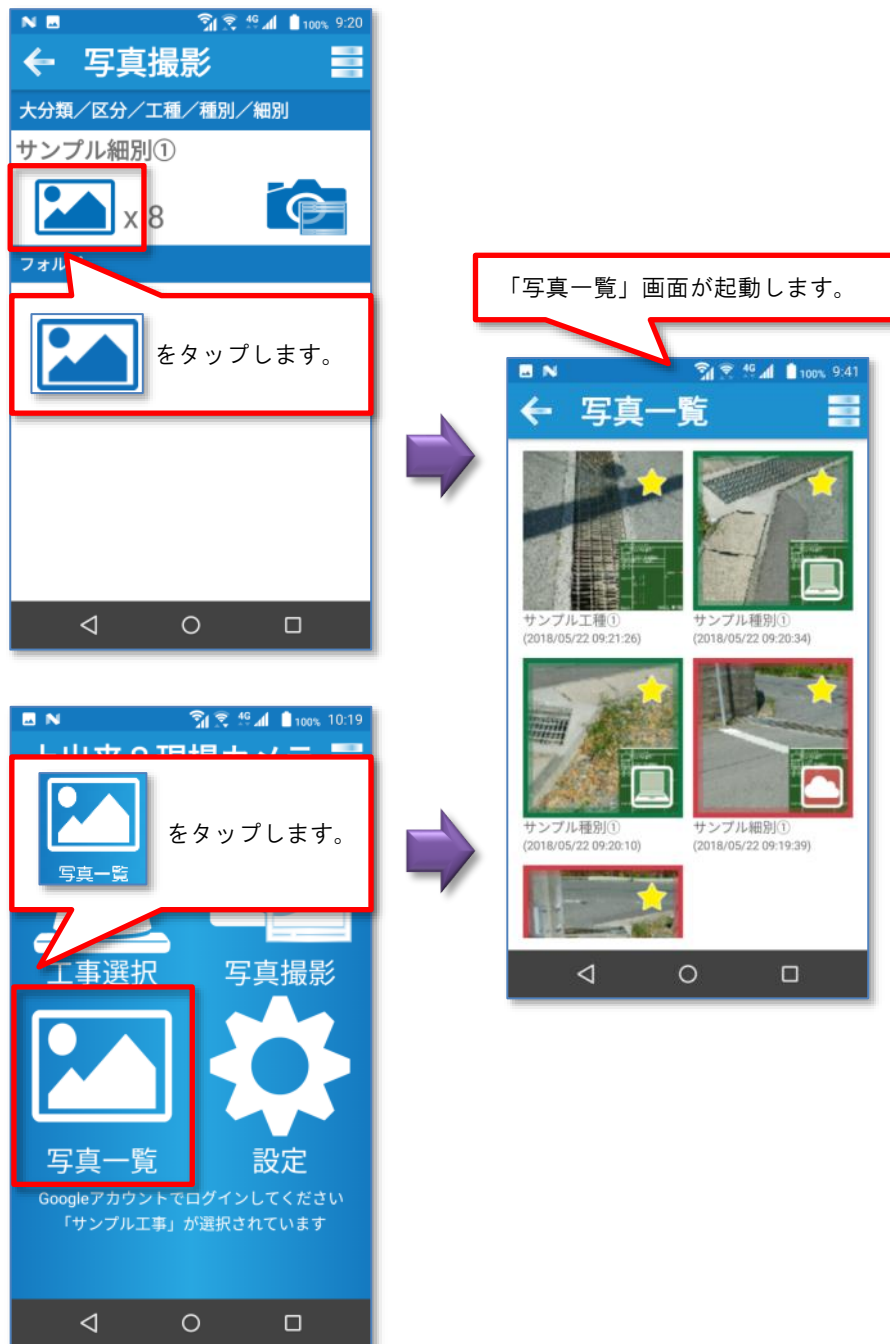 100% 9:20
写真撮影
大分類／区分／工種／種別／細別
サンプル細別①
x 8
フォル
をタップします。
「写真一覧」画面が起動します。
100% 9:41
写真一覧
サンプル工種①
(2018/05/22 09:21:26)
サンプル種別①
(2018/05/22 09:20:34)
サンプル種別①
(2018/05/22 09:20:10)
サンプル細別①
(2018/05/22 09:19:39)
4G 100% 10:19
写真一覧
をタップします。
工事選択
写真撮影
写真一覧
設定
Googleアカウントでログインしてください
「サンプル工事」が選択されています